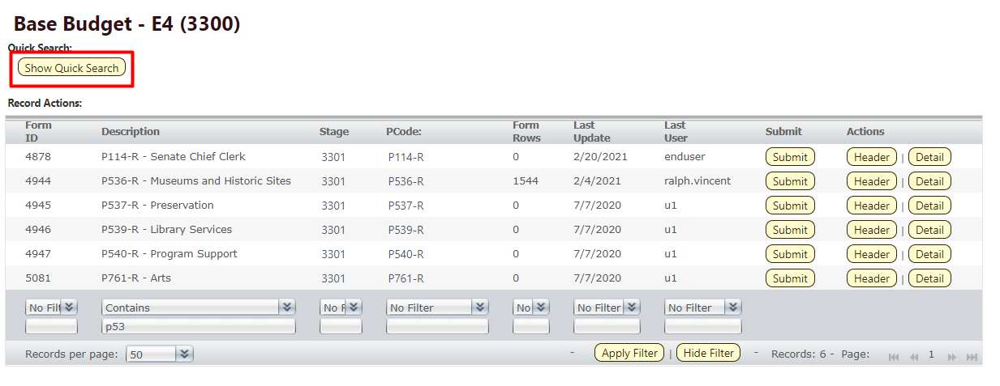 Base Budget - E4 (3300)
Quick Search:
Show Quick Search
Record Actions:
Form ID Description Stage PCode: Form Rows Last Update Last User Submit Actions
4878 P114-R - Senate Chief Clerk 3301 P114-R 0 2/20/2021 enduser Submit Header | Detail
4944 P536-R - Museums and Historic Sites 3301 P536-R 1544 2/4/2021 ralph.vincent Submit Header | Detail
4945 P537-R - Preservation 3301 P537-R 0 7/7/2020 u1 Submit Header | Detail
4946 P539-R - Library Services 3301 P539-R 0 7/7/2020 u1 Submit Header | Detail
4947 P540-R - Program Support 3301 P540-R 0 7/7/2020 u1 Submit Header | Detail
5081 P761-R - Arts 3301 P761-R 0 7/7/2020 u1 Submit Header | Detail
No Filt Contains No F No Filter No No Filter No Filter
p53
Records per page: 50 - Apply Filter | Hide Filter - Records: 6 - Page: 1